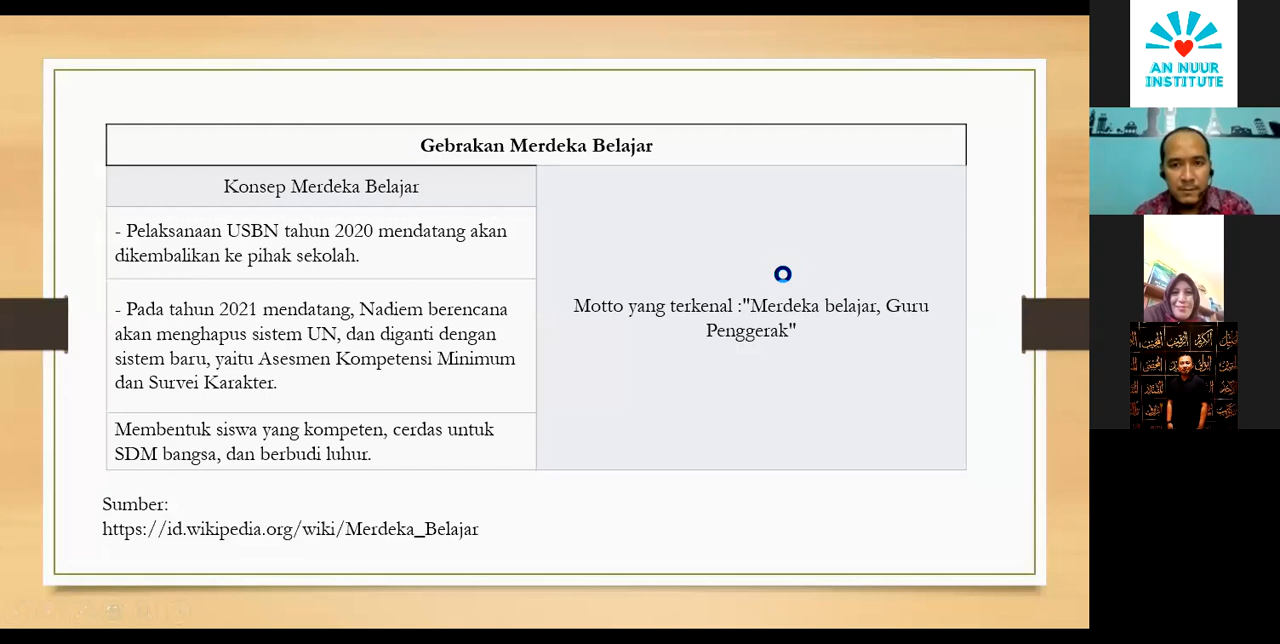 Gebrakan Merdeka Belajar
Konsep Merdeka Belajar
- Pelaksanaan USBN tahun 2020 mendatang akan
dikembalikan ke pihak sekolah.
- Pada tahun 2021 mendatang, Nadiem berencana
akan menghapus sistem UN, dan diganti dengan
sistem baru, yaitu Asesmen Kompetensi Minimum
dan Survei Karakter.
Membentuk siswa yang kompeten, cerdas untuk
SDM bangsa, dan berbudi luhur.
Motto yang terkenal :"Merdeka belajar, Guru
Penggerak"
Sumber:
https://id.wikipedia.org/wiki/Merdeka_Belajar
AN NUUR
INSTITUTE